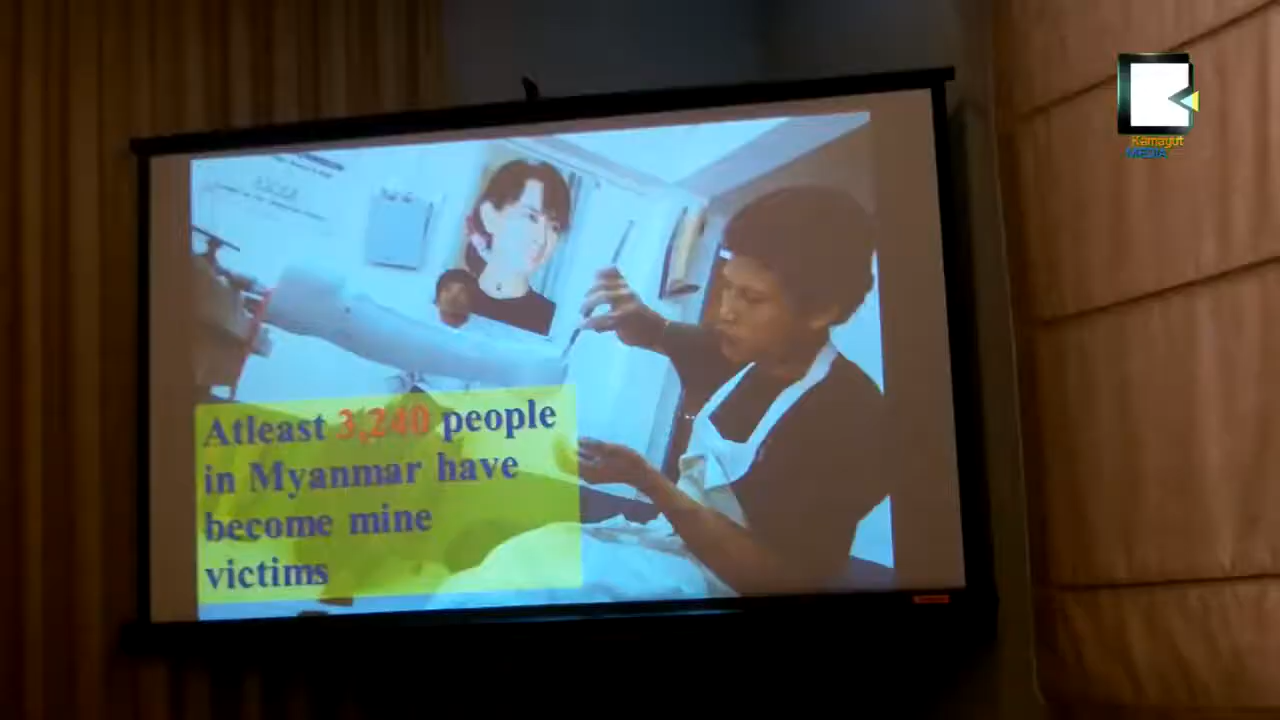 Kamayut
MEDIA
Atleast 3,240 people
in Myanmar have
become mine
victims